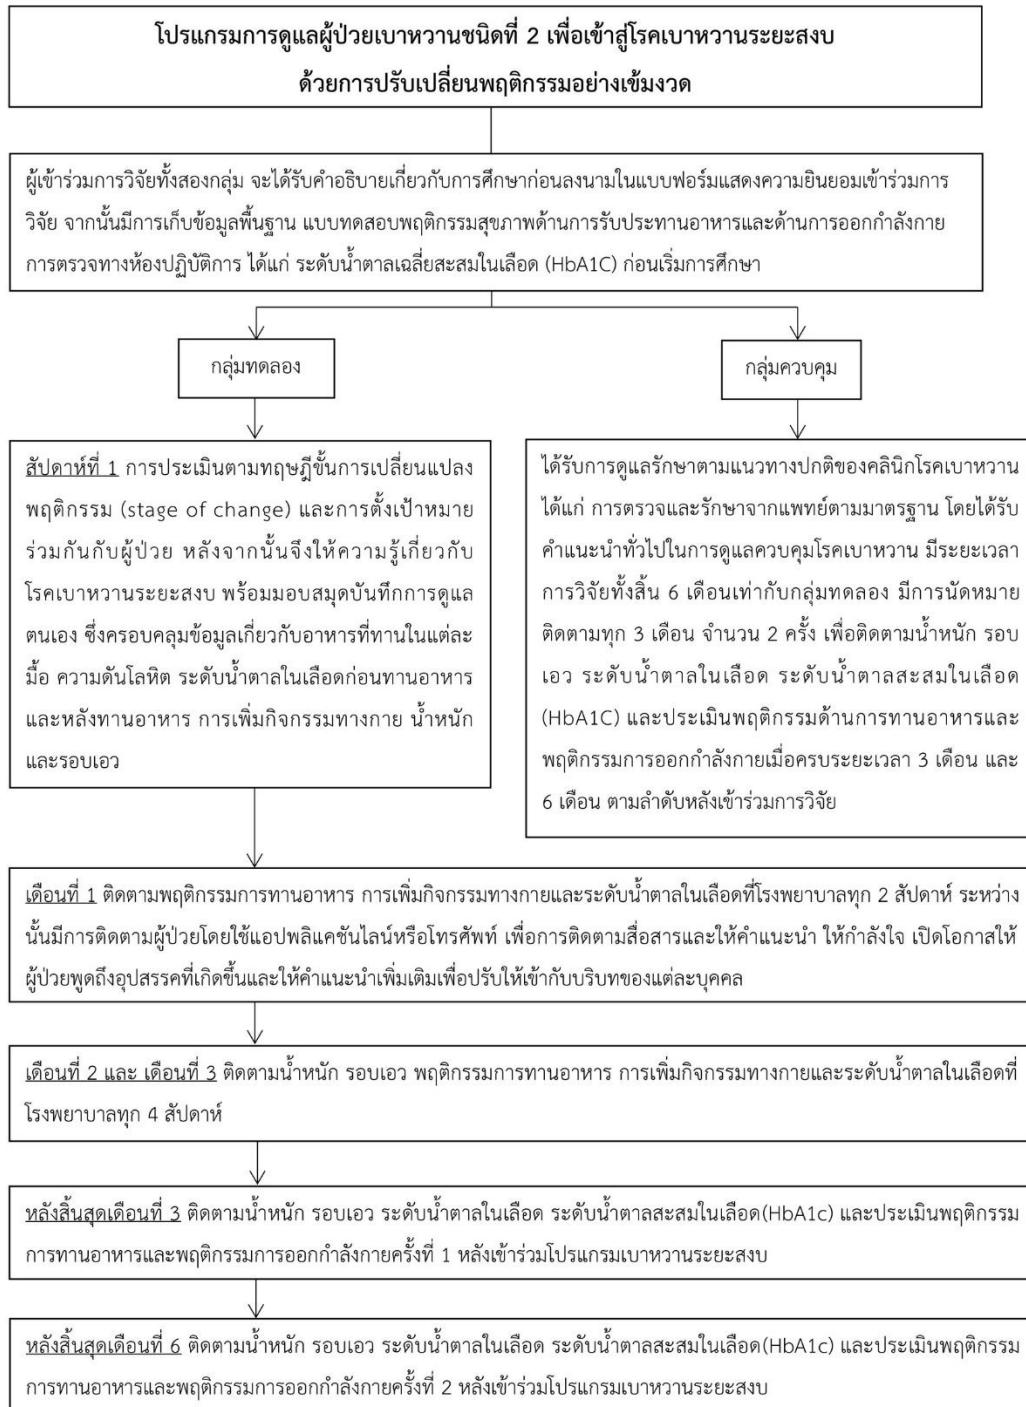 โปรแกรมการดูแลผู้ป่วยเบาหวานชนิดที่ 2 เพื่อเข้าสู่โรคเบาหวานระยะสงบ
ด้วยการปรับเปลี่ยนพฤติกรรมอย่างเข้มงวด
ผู้เข้าร่วมการวิจัยทั้งสองกลุ่ม จะได้รับคำอธิบายเกี่ยวกับการศึกษาก่อนลงนามในแบบฟอร์มแสดงความยินยอมเข้าร่วมการ
วิจัย จากนั้นมีการเก็บข้อมูลพื้นฐาน แบบทดสอบพฤติกรรมสุขภาพด้านการรับประทานอาหารและด้านการออกกำลังกาย
การตรวจทางห้องปฏิบัติการ ได้แก่ ระดับน้ำตาลเฉลี่ยสะสมในเลือด (HbA1C) ก่อนเริ่มการศึกษา
กลุ่มทดลอง
สัปดาห์ที่ 1 การประเมินตามทฤษฎีขั้นการเปลี่ยนแปลง
พฤติกรรม (stage of change) และการตั้งเป้าหมาย
ร่วมกันกับผู้ป่วย หลังจากนั้นจึงให้ความรู้เกี่ยวกับ
โรคเบาหวานระยะสงบ พร้อมมอบสมุดบันทึกการดูแล
ตนเอง ซึ่งครอบคลุมข้อมูลเกี่ยวกับอาหารที่ทานในแต่ละ
มื้อ ความดันโลหิต ระดับน้ำตาลในเลือดก่อนทานอาหาร
และหลังทานอาหาร การเพิ่มกิจกรรมทางกาย น้ำหนัก
และรอบเอว
กลุ่มควบคุม
ได้รับการดูแลรักษาตามแนวทางปกติของคลินิกโรคเบาหวาน
ได้แก่ การตรวจและรักษาจากแพทย์ตามมาตรฐาน โดยได้รับ
คำแนะนำทั่วไปในการดูแลควบคุมโรคเบาหวาน มีระยะเวลา
การวิจัยทั้งสิ้น 6 เดือนเท่ากับกลุ่มทดลอง มีการนัดหมาย
ติดตามทุก 3 เดือน จำนวน 2 ครั้ง เพื่อติดตามน้ำหนัก รอบ
เอว ระดับน้ำตาลในเลือด ระดับน้ำตาลสะสมในเลือด
(HbA1C) และประเมินพฤติกรรมด้านการทานอาหารและ
พฤติกรรมการออกกำลังกายเมื่อครบระยะเวลา 3 เดือน และ
6 เดือน ตามลำดับหลังเข้าร่วมการวิจัย
เดือนที่ 1 ติดตามพฤติกรรมการทานอาหาร การเพิ่มกิจกรรมทางกายและระดับน้ำตาลในเลือดที่โรงพยาบาลทุก 2 สัปดาห์ ระหว่าง
นั้นมีการติดตามผู้ป่วยโดยใช้แอปพลิแคชันไลน์หรือโทรศัพท์ เพื่อการติดตามสื่อสารและให้คำแนะนำ ให้กำลังใจ เปิดโอกาสให้
ผู้ป่วยพูดถึงอุปสรรคที่เกิดขึ้นและให้คำแนะนำเพิ่มเติมเพื่อปรับให้เข้ากับบริบทของแต่ละบุคคล
เดือนที่ 2 และ เดือนที่ 3 ติดตามน้ำหนัก รอบเอว พฤติกรรมการทานอาหาร การเพิ่มกิจกรรมทางกายและระดับน้ำตาลในเลือดที่
โรงพยาบาลทุก 4 สัปดาห์
หลังสิ้นสุดเดือนที่ 3 ติดตามน้ำหนัก รอบเอว ระดับน้ำตาลในเลือด ระดับน้ำตาลสะสมในเลือด(HbA1c) และประเมินพฤติกรรม
การทานอาหารและพฤติกรรมการออกกำลังกายครั้งที่ 1 หลังเข้าร่วมโปรแกรมเบาหวานระยะสงบ
หลังสิ้นสุดเดือนที่ 6 ติดตามน้ำหนัก รอบเอว ระดับน้ำตาลในเลือด ระดับน้ำตาลสะสมในเลือด(HbA1c) และประเมินพฤติกรรม
การทานอาหารและพฤติกรรมการออกกำลังกายครั้งที่ 2 หลังเข้าร่วมโปรแกรมเบาหวานระยะสงบ